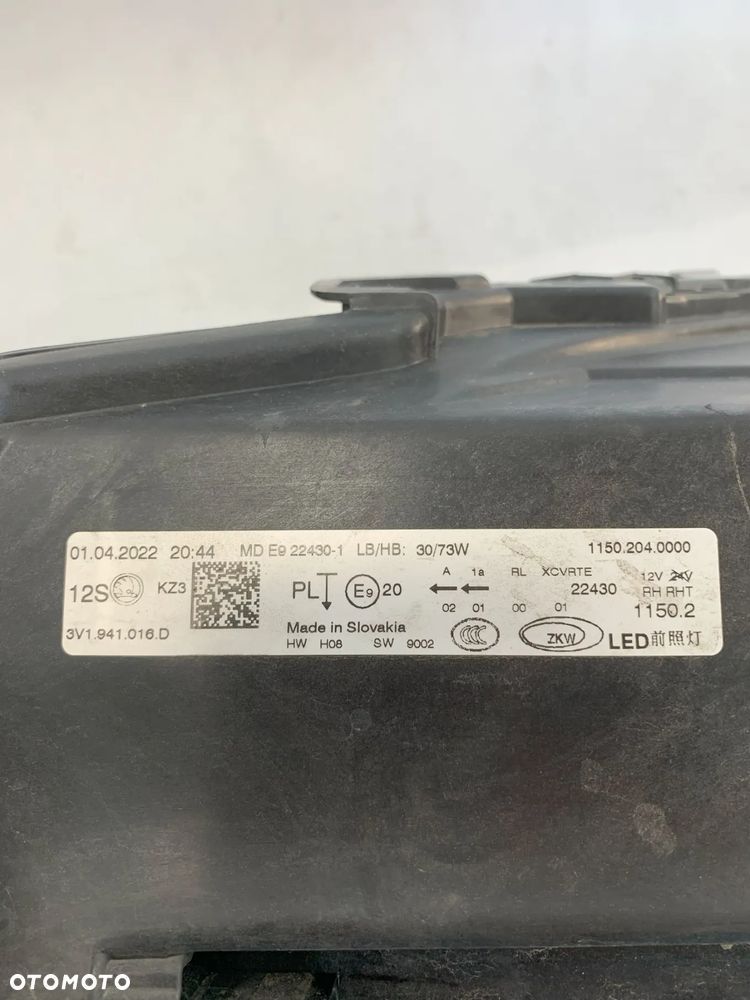 01.04.2022 20:44 MD E9 22430-1 LB/HB: 30/73W 1150.204.0000
12S KZ3 PL E9 20 A 1a RL XCVRTE 12V 24V
22430 RH RHT
02 01 00 01 1150.2
3V1.941.016.D Made in Slovakia CCC ZKW LED前照灯
HW H08 SW 9002
OTOMOTO